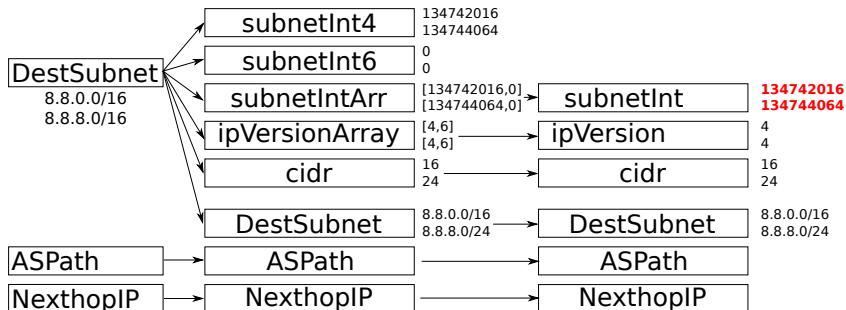 subnetInt4
134742016
134744064
subnetInt6
0
0
DestSubnet
8.8.0.0/16
8.8.8.0/16
subnetIntArr
[134742016,0]
[134744064,0]
subnetInt
134742016
134744064
ipVersionArray
[4,6]
[4,6]
ipVersion
4
4
cidr
16
24
cidr
16
24
DestSubnet
8.8.0.0/16
8.8.8.0/24
DestSubnet
8.8.0.0/16
8.8.8.0/24
ASPath
ASPath
ASPath
NexthopIP
NexthopIP
NexthopIP